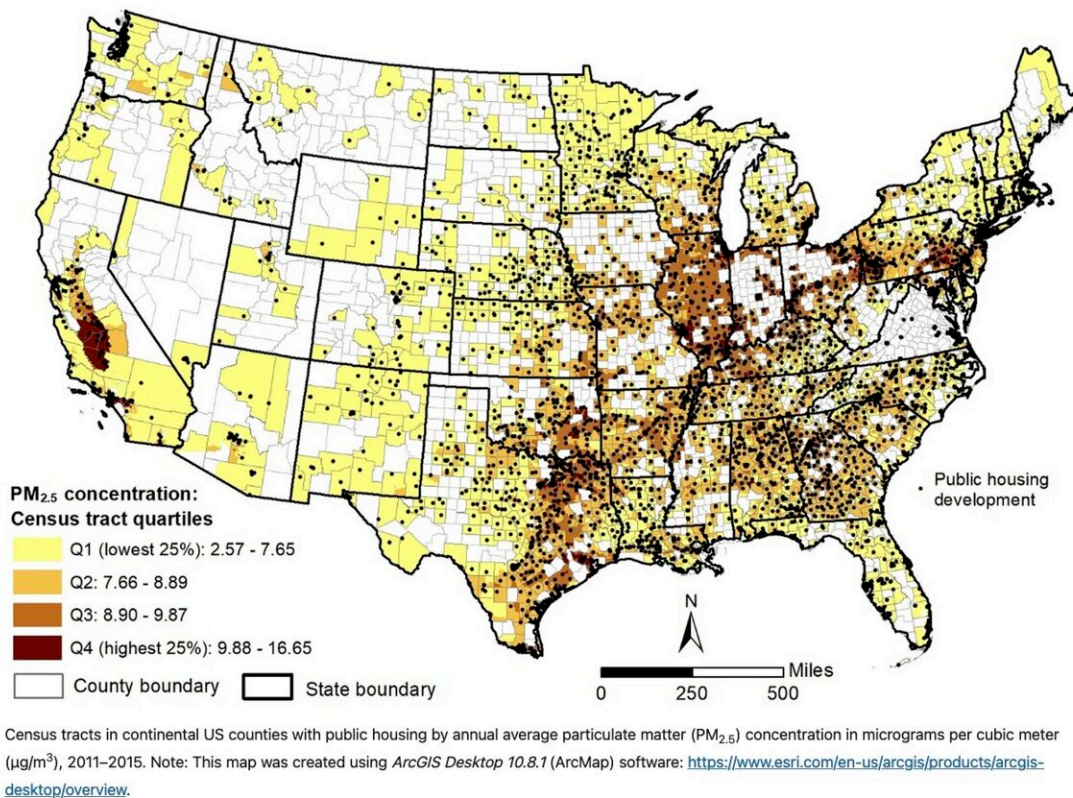 PM2.5 concentration:
Census tract quartiles
Q1 (lowest 25%): 2.57 - 7.65
Q2: 7.66 - 8.89
Q3: 8.90 - 9.87
Q4 (highest 25%): 9.88 - 16.65
County boundary State boundary
Public housing
development
N
Miles
0 250 500
Census tracts in continental US counties with public housing by annual average particulate matter (PM2.5) concentration in micrograms per cubic meter
(μg/m³), 2011–2015. Note: This map was created using ArcGIS Desktop 10.8.1 (ArcMap) software: https://www.esri.com/en-us/arcgis/products/arcgis-
desktop/overview.